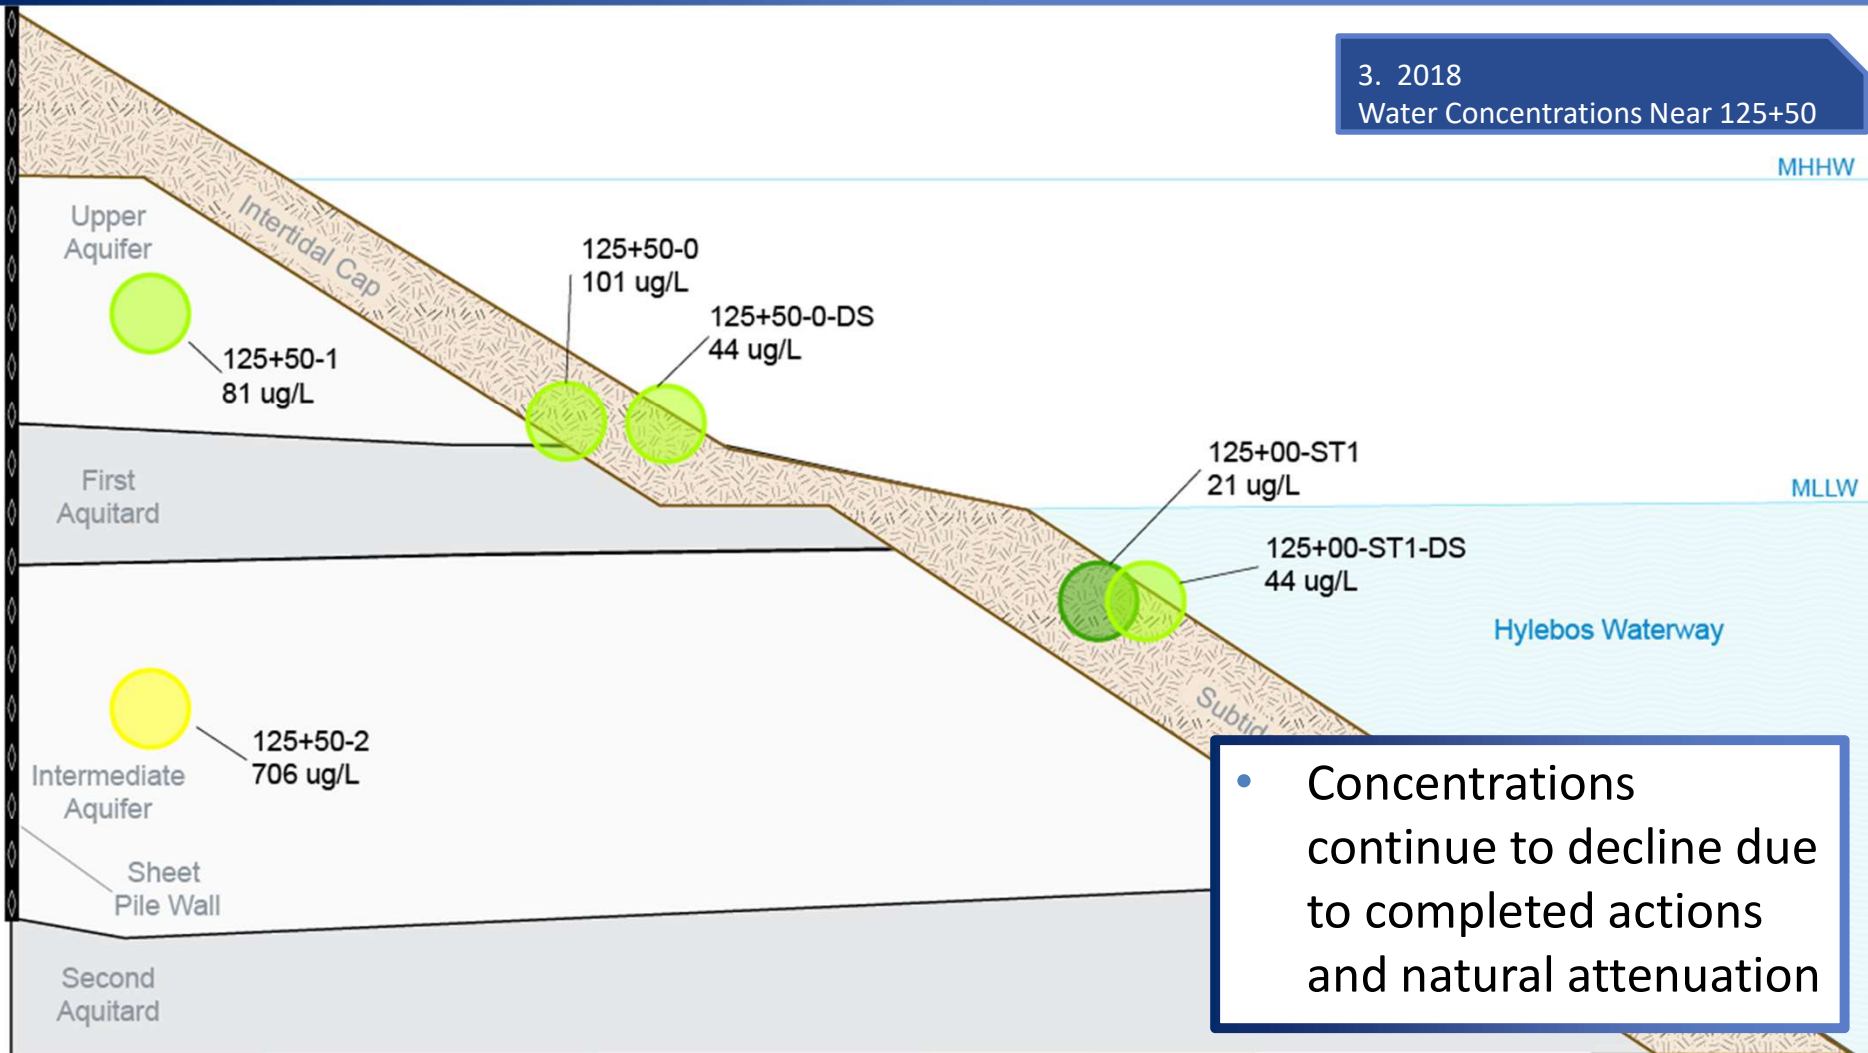 3. 2018
Water Concentrations Near 125+50
MHHW
Upper
Aquifer
Intertidal Cap
125+50-0
101 ug/L
125+50-0-DS
44 ug/L
125+50-1
81 ug/L
125+00-ST1
21 ug/L
MLLW
First
Aquitard
125+00-ST1-DS
44 ug/L
Hylebos Waterway
Subtid
125+50-2
706 ug/L
Intermediate
Aquifer
Sheet
Pile Wall
Second
Aquitard
• Concentrations
continue to decline due
to completed actions
and natural attenuation